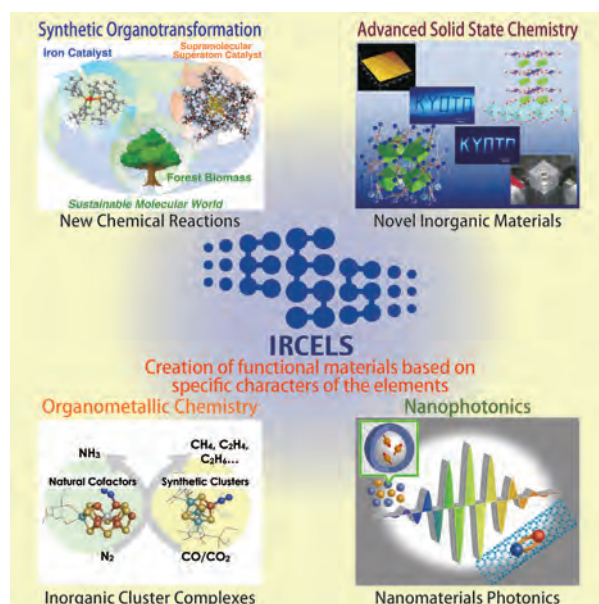 Synthetic Organotransformation
Iron Catalyst
Supramolecular
Superatom Catalyst
Forest Biomass
Sustainable Molecular World
New Chemical Reactions
Advanced Solid State Chemistry
KYOTO
KYOTO
Novel Inorganic Materials
IRCELS
Creation of functional materials based on
specific characters of the elements
Organometallic Chemistry
NH₃
CH₄, C₂H₄,
C₂H₆...
Natural Cofactors
Synthetic Clusters
N₂
CO/CO₂
Inorganic Cluster Complexes
Nanophotonics
Nanomaterials Photonics